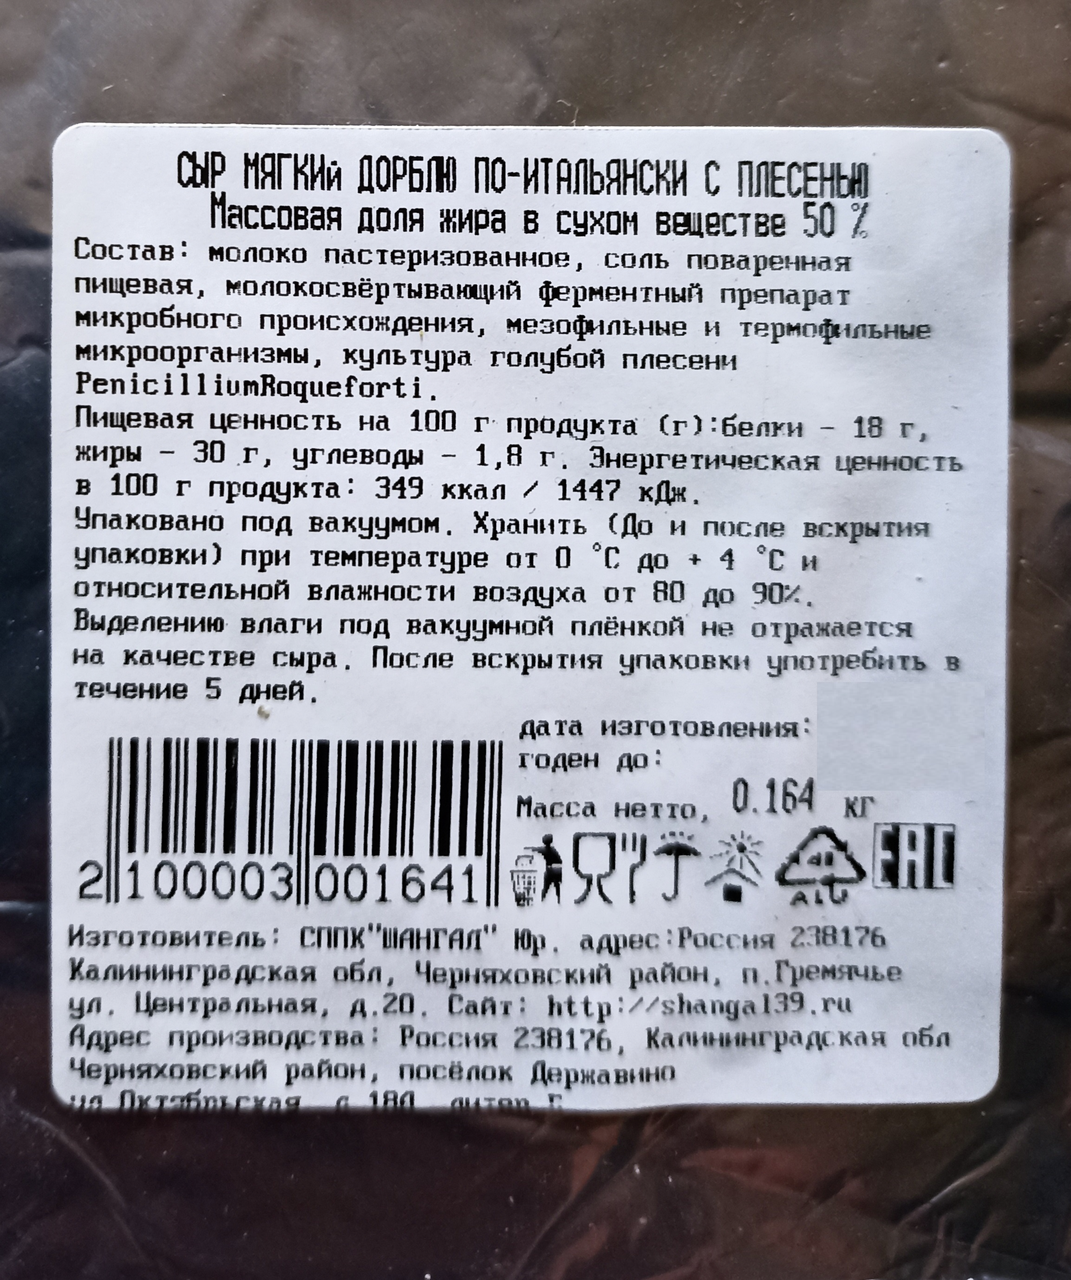 СЫР МЯГКИЙ ДОРБЛЮ ПО-ИТАЛЬЯНСКИ С ПЛЕСЕНЬЮ
Массовая доля жира в сухом веществе 50 %
Состав: молоко пастеризованное, соль поваренная
пищевая, молокосвёртывающий ферментный препарат
микробного происхождения, мезофильные и термофильные
микроорганизмы, культура голубой плесени
PenicilliumRoqueforti.
Пищевая ценность на 100 г продукта (г):белки - 18 г,
жиры - 30 г, углеводы - 1,8 г. Энергетическая ценность
в 100 г продукта: 349 ккал / 1447 кДж.
Упаковано под вакуумом. Хранить (До и после вскрытия
упаковки) при температуре от 0 °С до + 4 °С и
относительной влажности воздуха от 80 до 90%.
Выделению влаги под вакуумной плёнкой не отражается
на качестве сыра. После вскрытия упаковки употребить в
течение 5 дней.
дата изготовления:
годен до:
Масса нетто, 0.164 кг
2 100003 001641
41
ALU
EAC
Изготовитель: СППК"ШАНГАЛ" Юр. адрес:Россия 238176
Калининградская обл, Черняховский район, п.Гремячье
ул. Центральная, д.20. Сайт: http://shangal39.ru
Адрес производства: Россия 238176, Калининградская обл
Черняховский район, посёлок Державино
ул Октябрьская д 18А литер Г